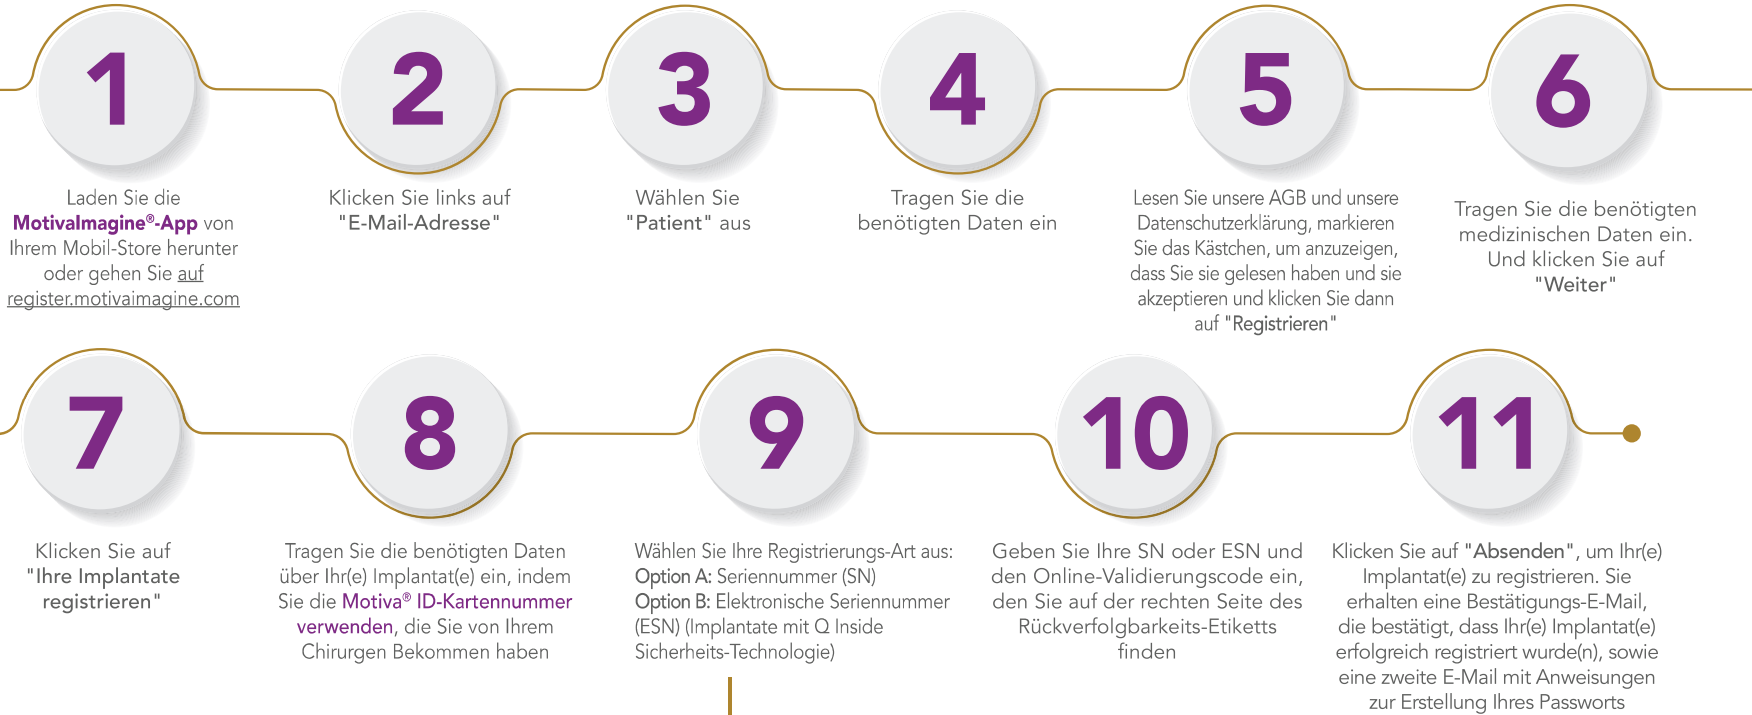 1
Laden Sie die
MotivaImagine®-App von
Ihrem Mobil-Store herunter
oder gehen Sie auf
register.motivaimagine.com
2
Klicken Sie links auf
"E-Mail-Adresse"
3
Wählen Sie
"Patient" aus
4
Tragen Sie die
benötigten Daten ein
5
Lesen Sie unsere AGB und unsere
Datenschutzerklärung, markieren
Sie das Kästchen, um anzuzeigen,
dass Sie sie gelesen haben und sie
akzeptieren und klicken Sie dann
auf "Registrieren"
6
Tragen Sie die benötigten
medizinischen Daten ein.
Und klicken Sie auf
"Weiter"
7
Klicken Sie auf
"Ihre Implantate
registrieren"
8
Tragen Sie die benötigten Daten
über Ihr(e) Implantat(e) ein, indem
Sie die Motiva® ID-Kartennummer
verwenden, die Sie von Ihrem
Chirurgen Bekommen haben
9
Wählen Sie Ihre Registrierungs-Art aus:
Option A: Seriennummer (SN)
Option B: Elektronische Seriennummer
(ESN) (Implantate mit Q Inside
Sicherheits-Technologie)
10
Geben Sie Ihre SN oder ESN und
den Online-Validierungscode ein,
den Sie auf der rechten Seite des
Rückverfolgbarkeits-Etiketts
finden
11
Klicken Sie auf "Absenden", um Ihr(e)
Implantat(e) zu registrieren. Sie
erhalten eine Bestätigungs-E-Mail,
die bestätigt, dass Ihr(e) Implantat(e)
erfolgreich registriert wurde(n), sowie
eine zweite E-Mail mit Anweisungen
zur Erstellung Ihres Passworts